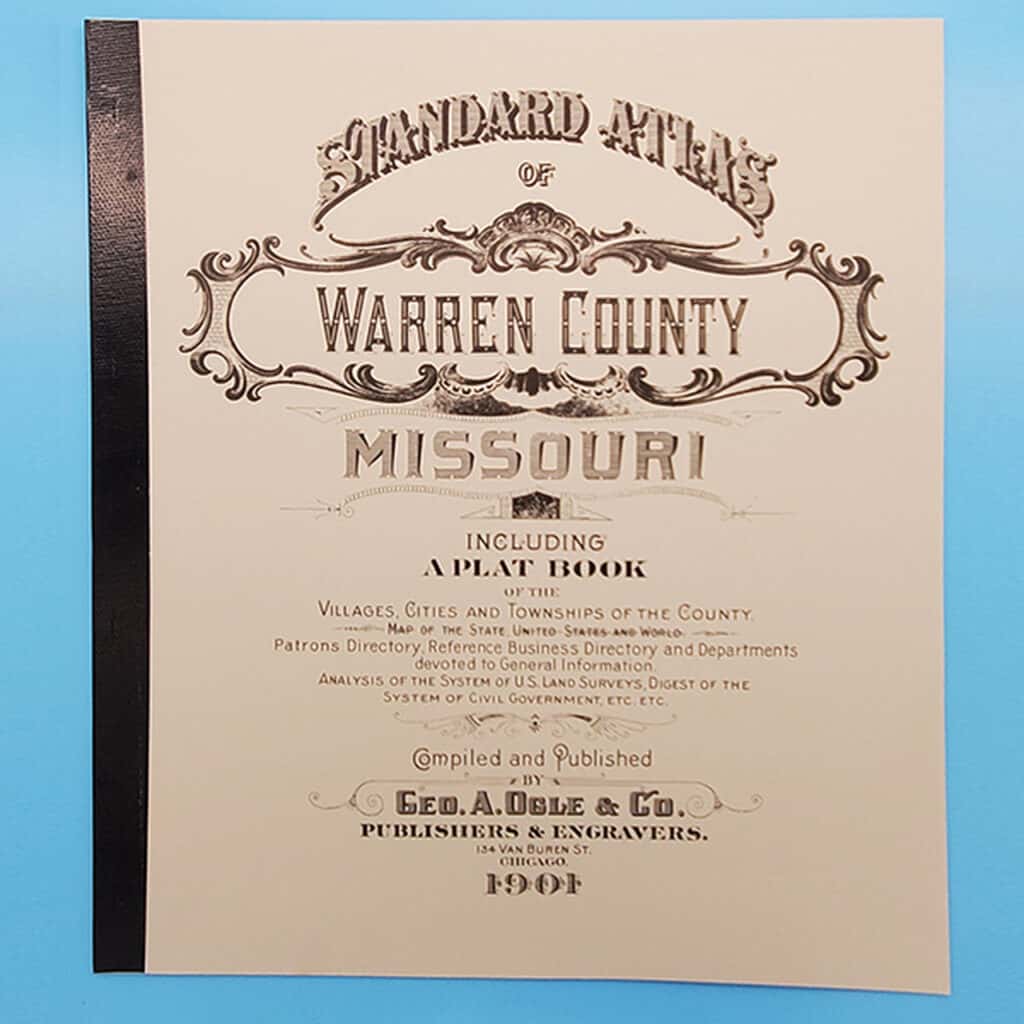 STANDARD ATLAS
OF
WARREN COUNTY
MISSOURI
INCLUDING
A PLAT BOOK
OF THE
VILLAGES, CITIES AND TOWNSHIPS OF THE COUNTY.
MAP OF THE STATE, UNITED STATES AND WORLD.
Patrons Directory, Reference Business Directory and Departments
devoted to General Information.
ANALYSIS OF THE SYSTEM OF U.S. LAND SURVEYS, DIGEST OF THE
SYSTEM OF CIVIL GOVERNMENT, ETC. ETC.
Compiled and Published
BY
GEO. A. OGLE & CO.
PUBLISHERS & ENGRAVERS.
134 VAN BUREN ST.
CHICAGO.
1901